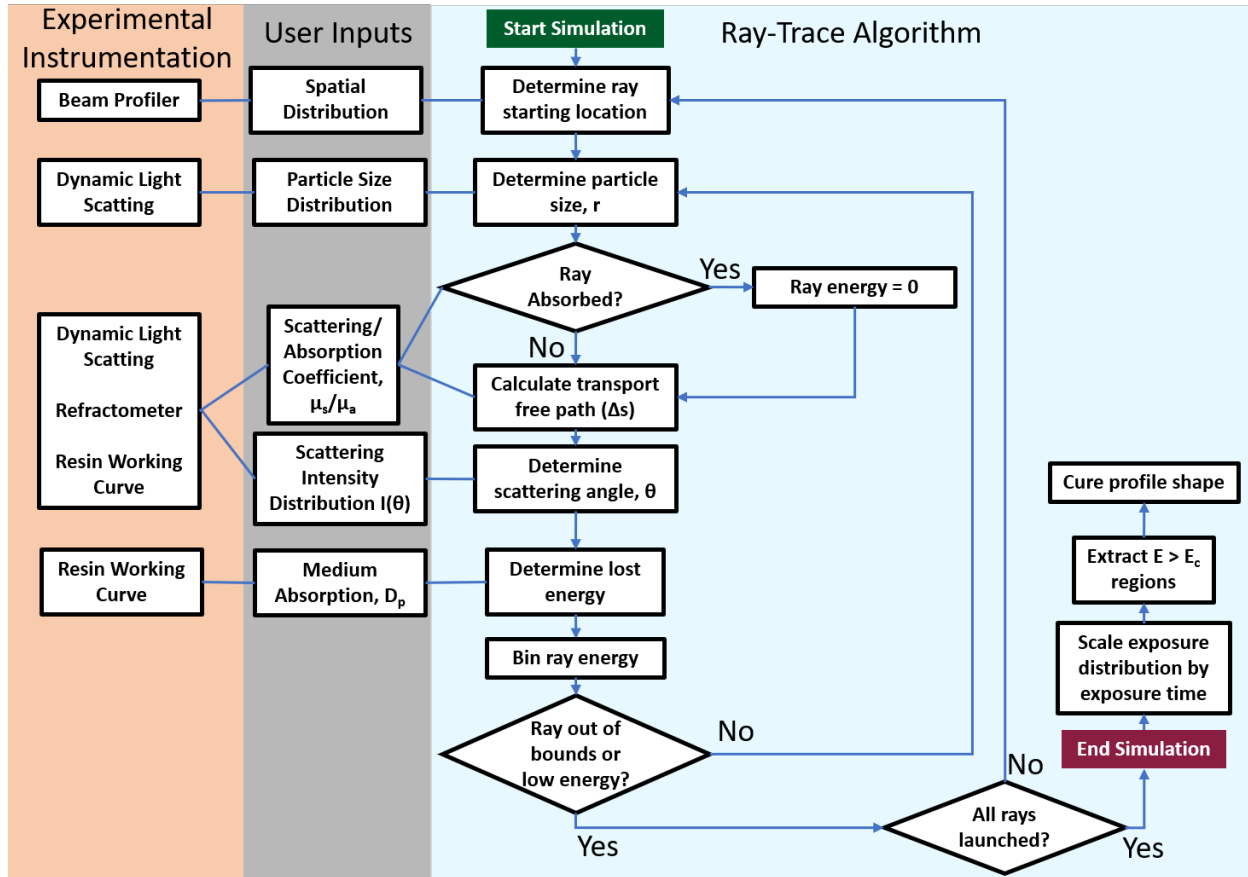 Experimental
Instrumentation
User Inputs
Ray-Trace Algorithm
Start Simulation
Beam Profiler
Spatial
Distribution
Determine ray
starting location
Dynamic Light
Scatting
Particle Size
Distribution
Determine particle
size, r
Ray
Absorbed?
Yes
Ray energy = 0
No
Dynamic Light
Scatting
Refractometer
Resin Working
Curve
Scattering/
Absorption
Coefficient,
μs/μa
Calculate transport
free path (Δs)
Scattering
Intensity
Distribution I(θ)
Determine
scattering angle, θ
Resin Working
Curve
Medium
Absorption, Dp
Determine lost
energy
Bin ray energy
Ray out of
bounds or
low energy?
No
Yes
All rays
launched?
No
Yes
End Simulation
Scale exposure
distribution by
exposure time
Extract E > Ec
regions
Cure profile shape